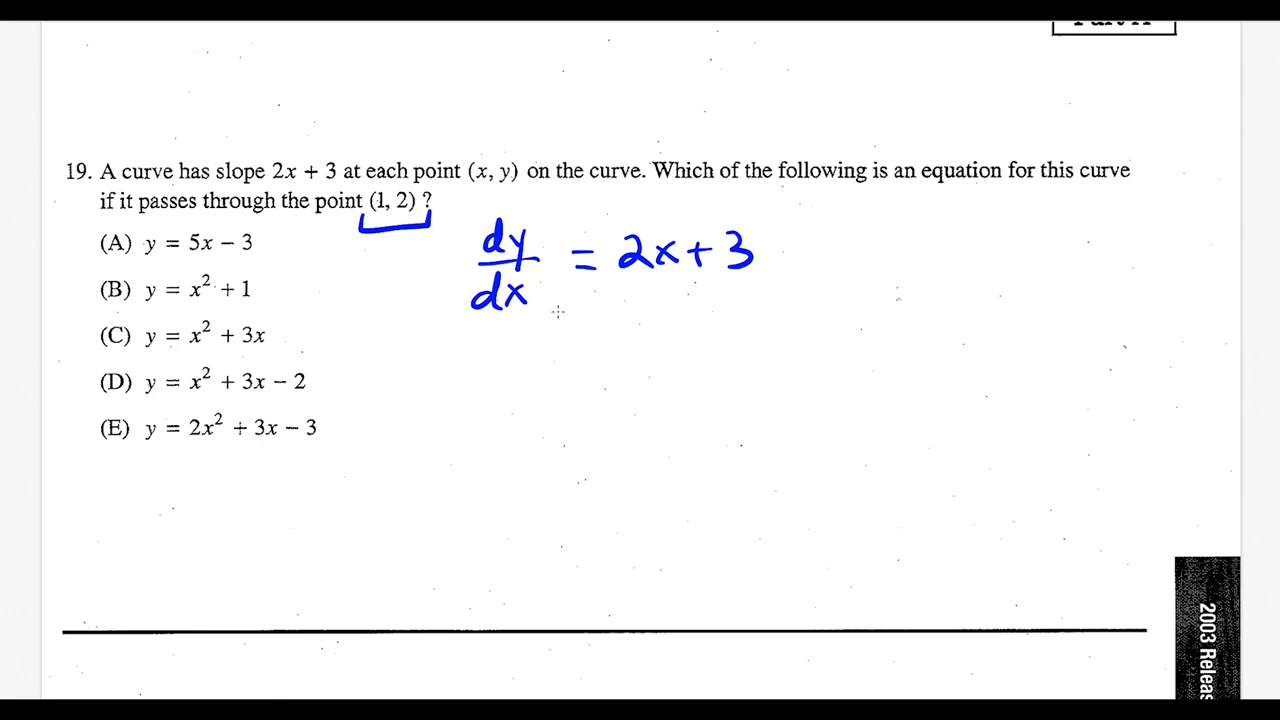 19. A curve has slope 2x + 3 at each point (x, y) on the curve. Which of the following is an equation for this curve
if it passes through the point (1, 2) ?
(A) y = 5x − 3
(B) y = x² + 1
(C) y = x² + 3x
(D) y = x² + 3x − 2
(E) y = 2x² + 3x − 3
dy/dx = 2x + 3
2003 Releas